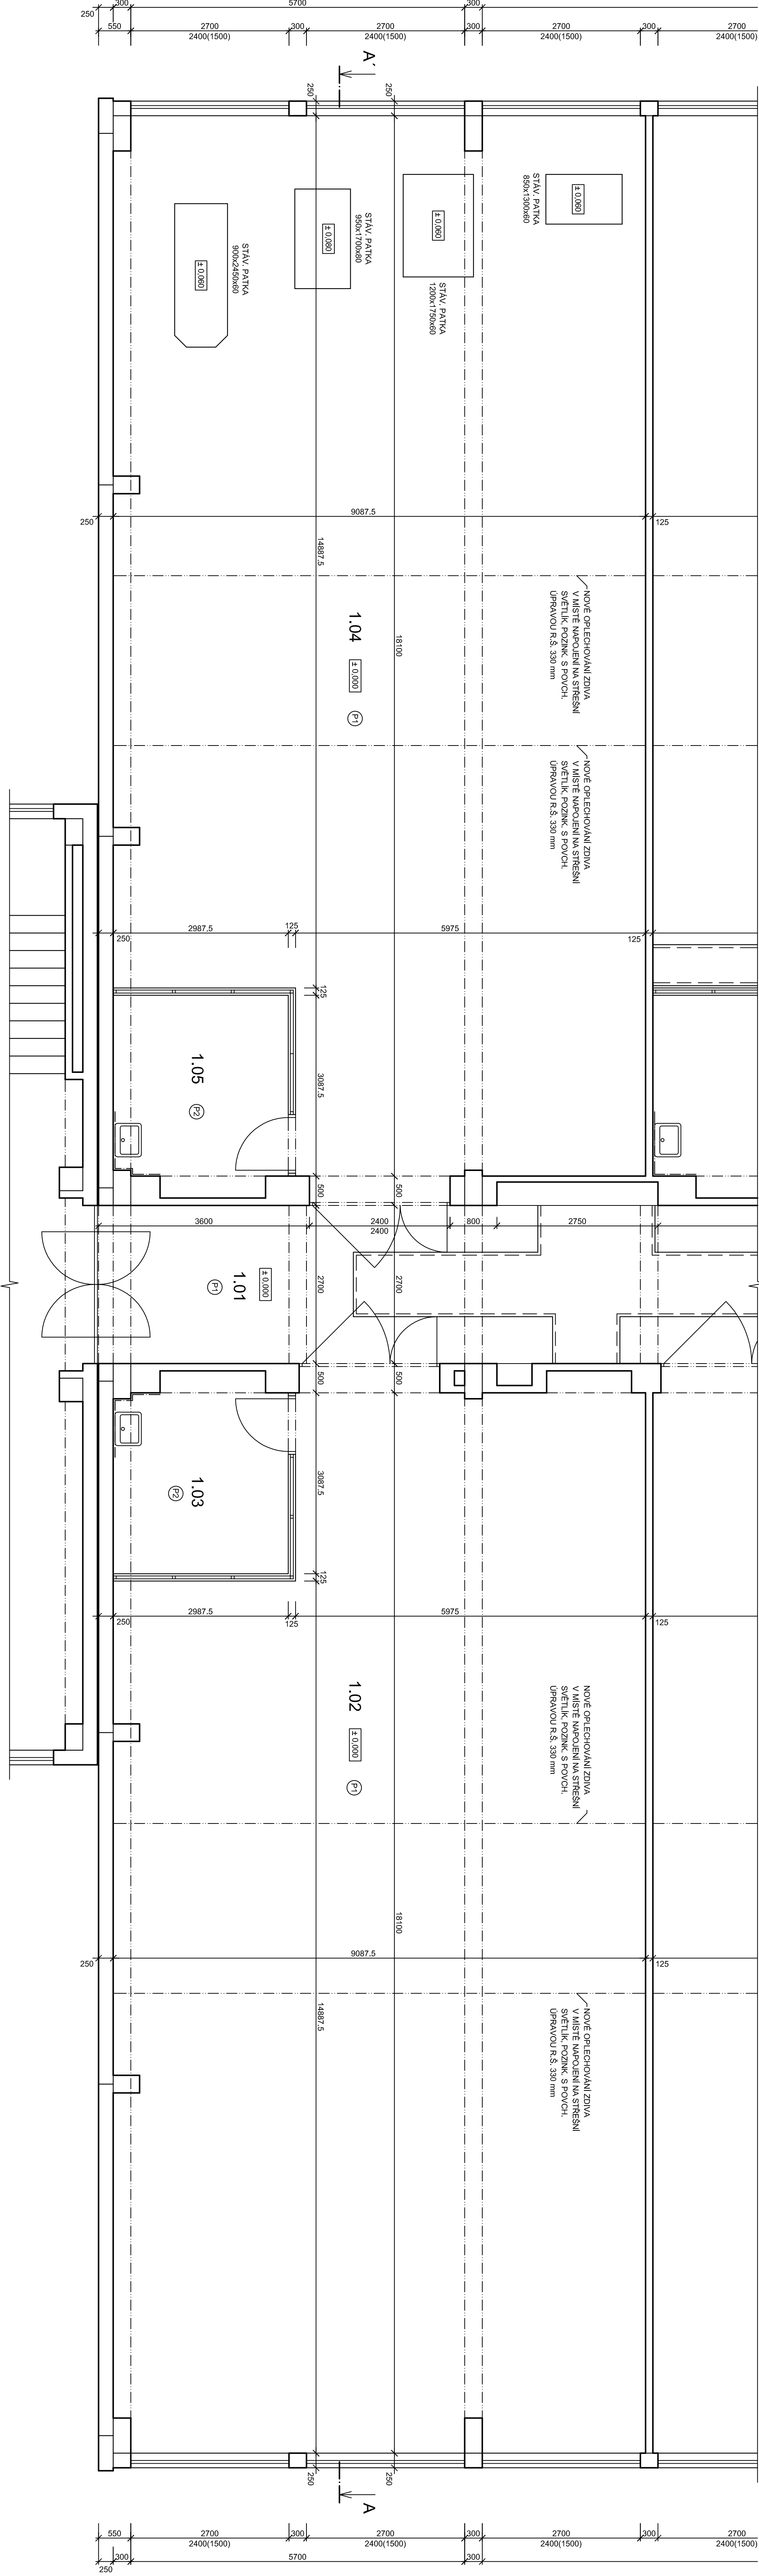 250
300
5700
300
550
2700
2400(1500)
300
2700
2400(1500)
300
2700
2400(1500)
300
2700
2400(1500)
A´
250
250
STÁV. PATKA
850x1300x60
± 0,060
STÁV. PATKA
950x1700x80
± 0,080
± 0,060
STÁV. PATKA
1200x1750x60
STÁV. PATKA
900x2450x60
± 0,060
250
9087.5
125
14887.5
NOVÉ OPLECHOVÁNÍ ZDIVA
V MÍSTĚ NAPOJENÍ NA STŘEŠNÍ
SVĚTLÍK, POZINK. S POVCH.
ÚPRAVOU R.Š. 330 mm
1.04
± 0,000
P1
18100
NOVÉ OPLECHOVÁNÍ ZDIVA
V MÍSTĚ NAPOJENÍ NA STŘEŠNÍ
SVĚTLÍK, POZINK. S POVCH.
ÚPRAVOU R.Š. 330 mm
2987.5
125
5975
250
125
125
1.05
P2
3087.5
500
500
3600
2400
2400
800
2750
1.01
± 0,000
P1
2700
2700
500
500
1.03
P2
3087.5
125
2987.5
5975
250
125
125
1.02
± 0,000
P1
NOVÉ OPLECHOVÁNÍ ZDIVA
V MÍSTĚ NAPOJENÍ NA STŘEŠNÍ
SVĚTLÍK, POZINK. S POVCH.
ÚPRAVOU R.Š. 330 mm
18100
9087.5
250
125
14887.5
NOVÉ OPLECHOVÁNÍ ZDIVA
V MÍSTĚ NAPOJENÍ NA STŘEŠNÍ
SVĚTLÍK, POZINK. S POVCH.
ÚPRAVOU R.Š. 330 mm
250
250
A
550
2700
2400(1500)
300
2700
2400(1500)
300
2700
2400(1500)
300
2700
2400(1500)
300
5700
300
250